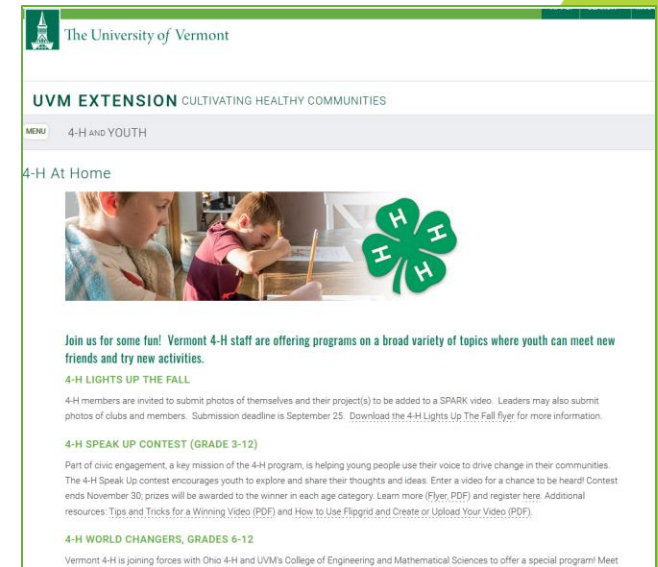 The University of Vermont
UVM EXTENSION CULTIVATING HEALTHY COMMUNITIES
MENU 4-H AND YOUTH
4-H At Home
H H H H
Join us for some fun! Vermont 4-H staff are offering programs on a broad variety of topics where youth can meet new
friends and try new activities.
4-H LIGHTS UP THE FALL
4-H members are invited to submit photos of themselves and their project(s) to be added to a SPARK video. Leaders may also submit
photos of clubs and members. Submission deadline is September 25. Download the 4-H Lights Up The Fall flyer for more information.
4-H SPEAK UP CONTEST (GRADE 3-12)
Part of civic engagement, a key mission of the 4-H program, is helping young people use their voice to drive change in their communities.
The 4-H Speak Up contest encourages youth to explore and share their thoughts and ideas. Enter a video for a chance to be heard! Contest
ends November 30; prizes will be awarded to the winner in each age category. Learn more (Flyer, PDF) and register here. Additional
resources: Tips and Tricks for a Winning Video (PDF) and How to Use Flipgrid and Create or Upload Your Video (PDF).
4-H WORLD CHANGERS, GRADES 6-12
Vermont 4-H is joining forces with Ohio 4-H and UVM's College of Engineering and Mathematical Sciences to offer a special program! Meet